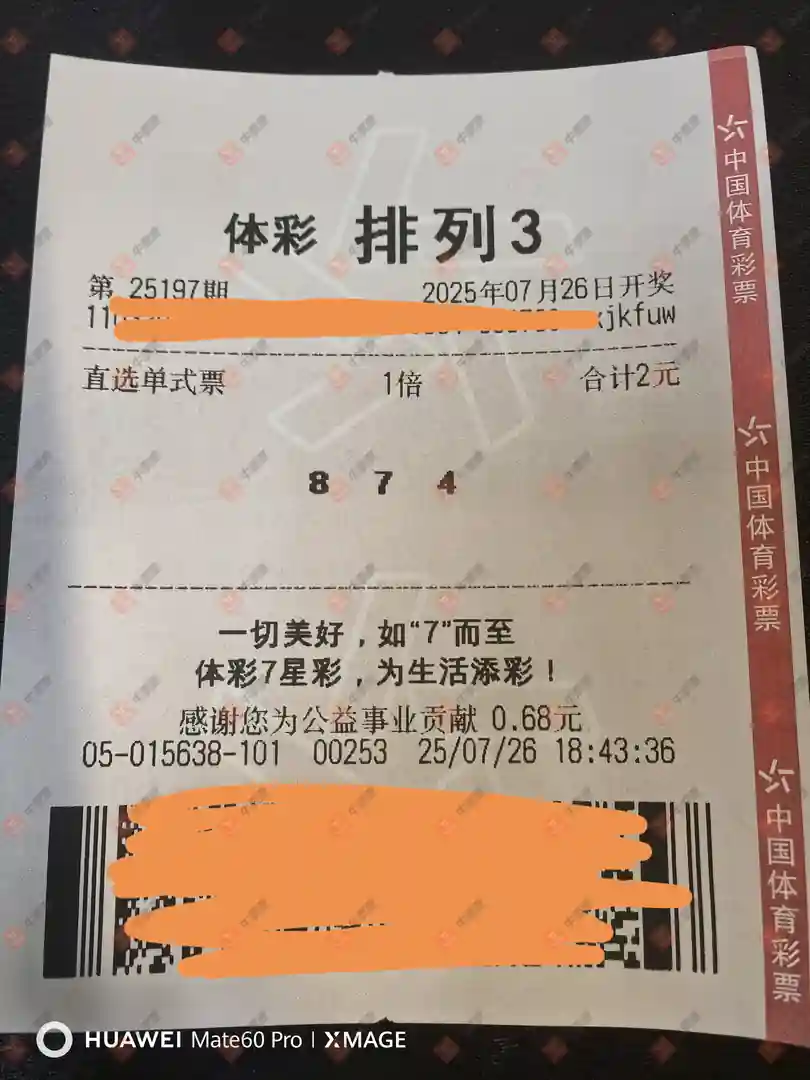 体彩 排列3
第 25197期 2025年07月26日开奖
xjkfuw
直选单式票 1倍 合计2元
8 7 4
一切美好，如“7”而至
体彩7星彩，为生活添彩！
感谢您为公益事业贡献 0.68元
05-015638-101 00253 25/07/26 18:43:36
中国体育彩票
中国体育彩票
中国体育彩票
HUAWEI Mate60 Pro | XMAGE